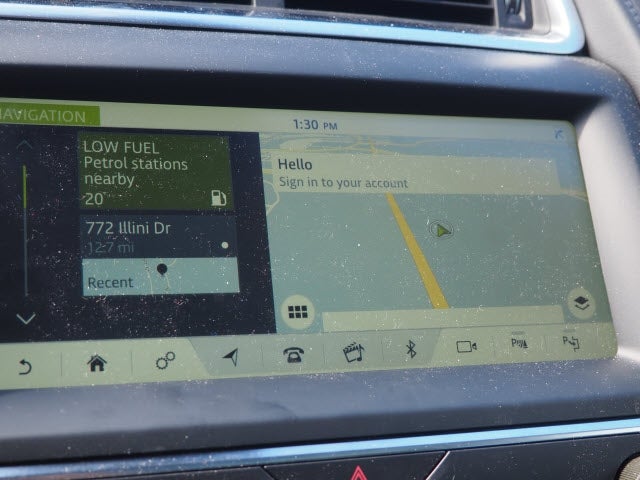 NAVIGATION
1:30 PM
LOW FUEL
Petrol stations
nearby
20
772 Illini Dr
12.7 mi
Recent
Hello
Sign in to your account